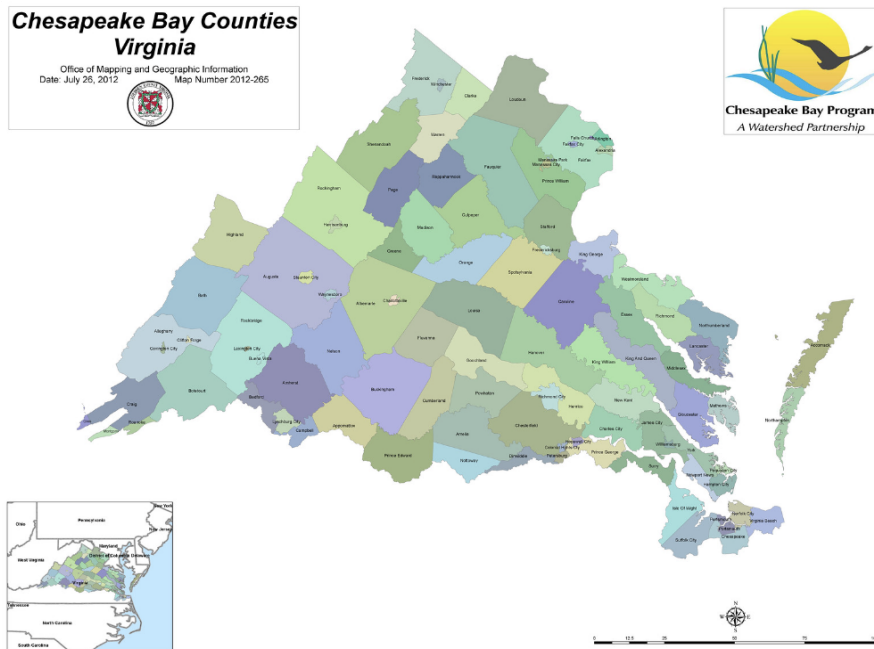 Chesapeake Bay Counties
Virginia
Office of Mapping and Geographic Information
Date: July 26, 2012 Map Number 2012-265
Chesapeake Bay Program
A Watershed Partnership
Frederick
Winchester
Clarke
Loudoun
Warren
Shenandoah
Fauquier
Falls Church
Arlington
Fairfax City
Alexandria
Fairfax
Manassas Park
Manassas City
Prince William
Rockingham
Page
Rappahannock
Culpeper
Madison
Stafford
Harrisonburg
Highland
Greene
Orange
Fredericksburg
King George
Spotsylvania
Westmoreland
Augusta
Staunton City
Bath
Waynesboro
Albemarle
Charlottesville
Louisa
Caroline
Essex
Richmond
Northumberland
Accomack
Rockbridge
Alleghany
Clifton Forge
Covington City
Lexington City
Buena Vista
Nelson
Fluvanna
Goochland
Hanover
King William
King And Queen
Lancaster
Middlesex
Craig
Botetourt
Bedford
Amherst
Buckingham
Cumberland
Powhatan
Richmond City
Henrico
New Kent
Gloucester
Mathews
Northampton
Roanoke
Lynchburg City
Campbell
Appomattox
Prince Edward
Amelia
Chesterfield
Charles City
James City
Williamsburg
York
Hopewell City
Colonial Heights City
Nottoway
Dinwiddie
Petersburg
Prince George
Surry
Newport News
Poquoson City
Hampton City
Isle Of Wight
Norfolk City
Portsmouth
Virginia Beach
Suffolk City
Chesapeake
New York
Ohio
Pennsylvania
New Jersey
Maryland
District of Columbia
Delaware
West Virginia
Virginia
Tennessee
North Carolina
South Carolina
N
W
E
S
0 12.5 25 50 75